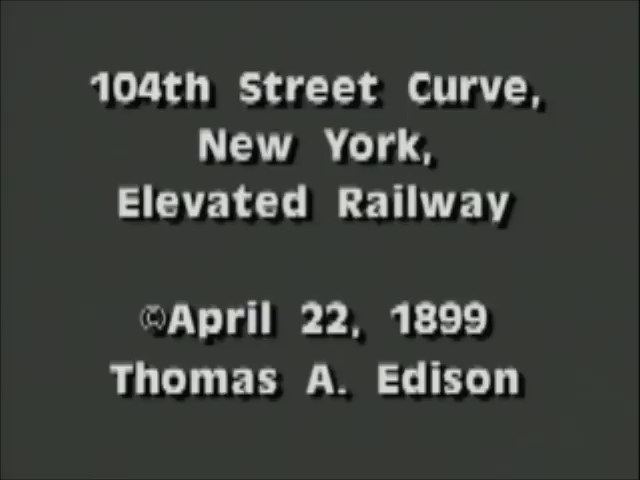 104th Street Curve,
New York,
Elevated Railway
©April 22, 1899
Thomas A. Edison